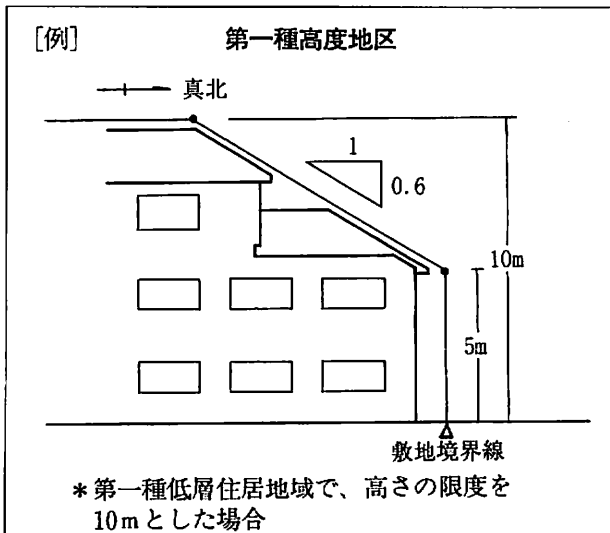 [例] 第一種高度地区
真北
1
0.6
10m
5m
敷地境界線
*第一種低層住居地域で、高さの限度を
10mとした場合